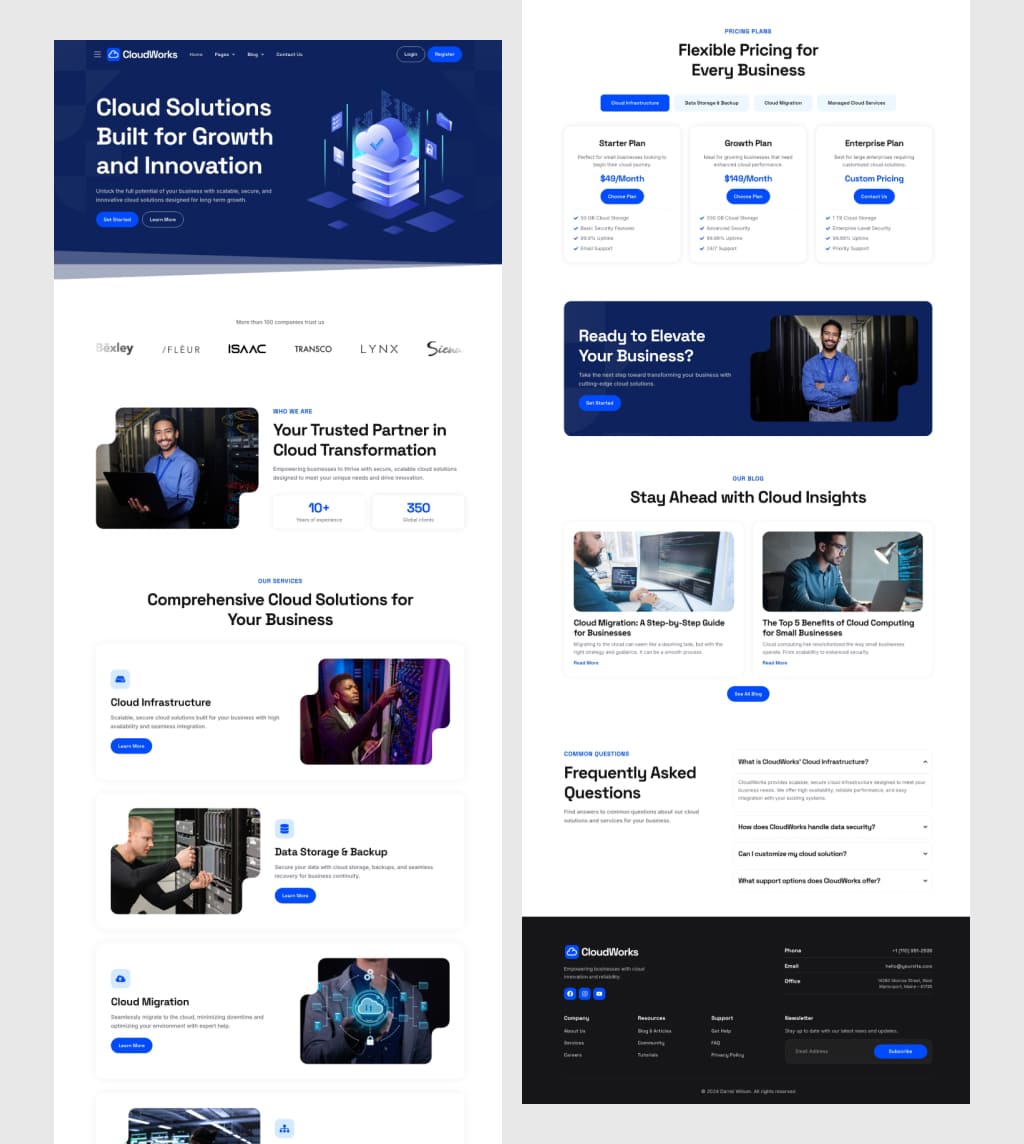 CloudWorks
Home
Pages
Blog
Contact Us
Login
Register
Cloud Solutions
Built for Growth
and Innovation
Unlock the full potential of your business with scalable, secure, and
innovative cloud solutions designed for long-term growth.
Get Started
Learn More
More than 100 companies trust us
Bexley
/FLEUR
ISAAC
TRANSCO
LYNX
Siena
WHO WE ARE
Your Trusted Partner in
Cloud Transformation
Empowering businesses to thrive with secure, scalable cloud solutions
designed to meet your unique needs and drive innovation.
10+
Years of experience
350
Global clients
OUR SERVICES
Comprehensive Cloud Solutions for
Your Business
Cloud Infrastructure
Scalable, secure cloud solutions built for your business with high
availability and seamless integration.
Learn More
Data Storage & Backup
Secure your data with cloud storage, backups, and seamless
recovery for business continuity.
Learn More
Cloud Migration
Seamlessly migrate to the cloud, minimizing downtime and
optimizing your environment with expert help.
Learn More
PRICING PLANS
Flexible Pricing for
Every Business
Cloud Infrastructure
Data Storage & Backup
Cloud Migration
Managed Cloud Services
Starter Plan
Perfect for small businesses looking to
begin their cloud journey.
$49/Month
Choose Plan
50 GB Cloud Storage
Basic Security Features
99.9% Uptime
Email Support
Growth Plan
Ideal for growing businesses that need
enhanced cloud performance.
$149/Month
Choose Plan
200 GB Cloud Storage
Advanced Security
99.99% Uptime
24/7 Support
Enterprise Plan
Best for large enterprises requiring
customized cloud solutions.
Custom Pricing
Contact Us
1 TB Cloud Storage
Enterprise-Level Security
99.99% Uptime
Priority Support
Ready to Elevate
Your Business?
Take the next step toward transforming your business with
cutting-edge cloud solutions.
Get Started
OUR BLOG
Stay Ahead with Cloud Insights
Cloud Migration: A Step-by-Step Guide
for Businesses
Migrating to the cloud can seem like a daunting task, but with the
right strategy and guidance, it can be a smooth process.
Read More
The Top 5 Benefits of Cloud Computing
for Small Businesses
Cloud computing has revolutionized the way small businesses
operate. From scalability to enhanced security.
Read More
See All Blog
COMMON QUESTIONS
Frequently Asked
Questions
Find answers to common questions about our cloud
solutions and services for your business.
What is CloudWorks' Cloud Infrastructure?
CloudWorks provides scalable, secure cloud infrastructure designed to meet your
business needs. We offer high availability, reliable performance, and easy
integration with your existing systems.
How does CloudWorks handle data security?
Can I customize my cloud solution?
What support options does CloudWorks offer?
CloudWorks
Empowering businesses with cloud
innovation and reliability.
Phone
Email
hello@yoursite.com
Office
Company
About Us
Services
Careers
Resources
Blog & Articles
Community
Tutorials
Support
Get Help
FAQ
Privacy Policy
Newsletter
Stay up to date with our latest news and updates.
Email Address
Subscribe
© 2024 Darrel Wilson. All rights reserved